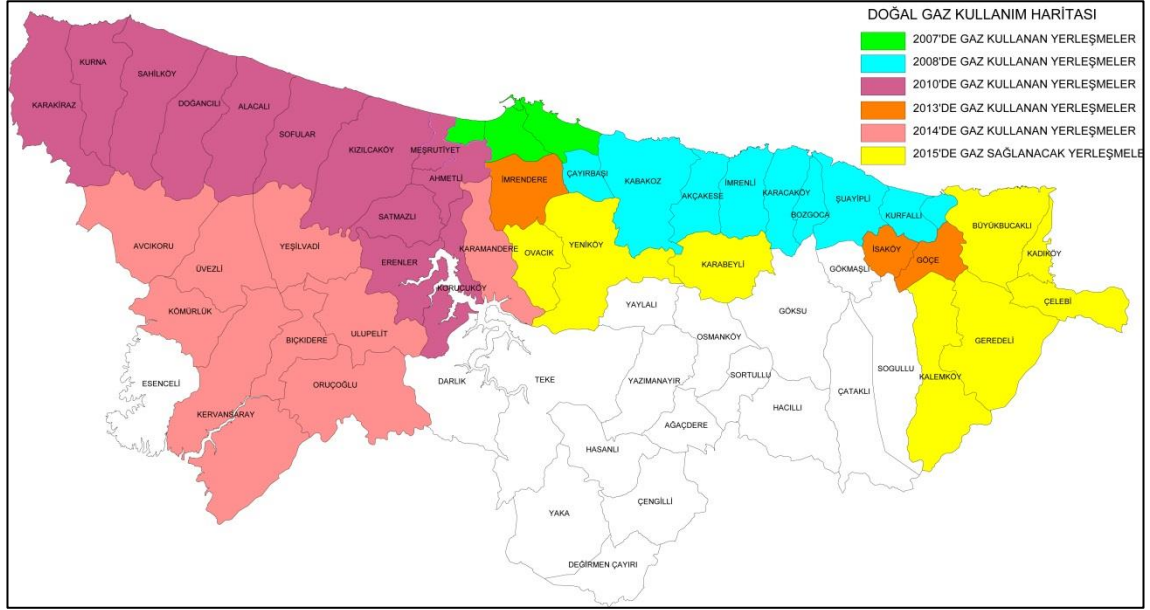 DOĞAL GAZ KULLANIM HARİTASI
2007'DE GAZ KULLANAN YERLEŞMELER
2008'DE GAZ KULLANAN YERLEŞMELER
2010'DE GAZ KULLANAN YERLEŞMELER
2013'DE GAZ KULLANAN YERLEŞMELER
2014'DE GAZ KULLANAN YERLEŞMELER
2015'DE GAZ SAĞLANACAK YERLEŞMELE
KURNA
SAHİLKÖY
KARAKİRAZ
DOĞANCILI
ALACALI
SOFULAR
KIZILCAKÖY
MEŞRUTİYET
AHMETLİ
SATMAZLI
İMRENDERE
ÇAYIRBAŞI
KABAKOZ
AKÇAKESE
İMRENLİ
KARACAKÖY
BOZGOCA
ŞUAYİPLİ
KURFALLI
BÜYÜKBUCAKLI
KADIKÖY
AVCIKORU
ÜVEZLİ
YEŞİLVADİ
ERENLER
KARAMANDERE
OVACIK
YENİKÖY
KARABEYLİ
GÖKMAŞLI
İSAKÖY
GÖÇE
KORUCUKÖY
ÇELEBİ
KÖMÜRLÜK
BIÇKIDERE
ULUPELİT
YAYLALI
OSMANKÖY
GÖKSU
GEREDELİ
ESENCELİ
ORUÇOĞLU
DARLIK
TEKE
YAZIMANAYIR
SORTULLU
SOGULLU
KALEMKÖY
KERVANSARAY
AĞAÇDERE
HACILLI
ÇATAKLI
HASANLI
YAKA
ÇENGİLLİ
DEĞİRMEN ÇAYIRI